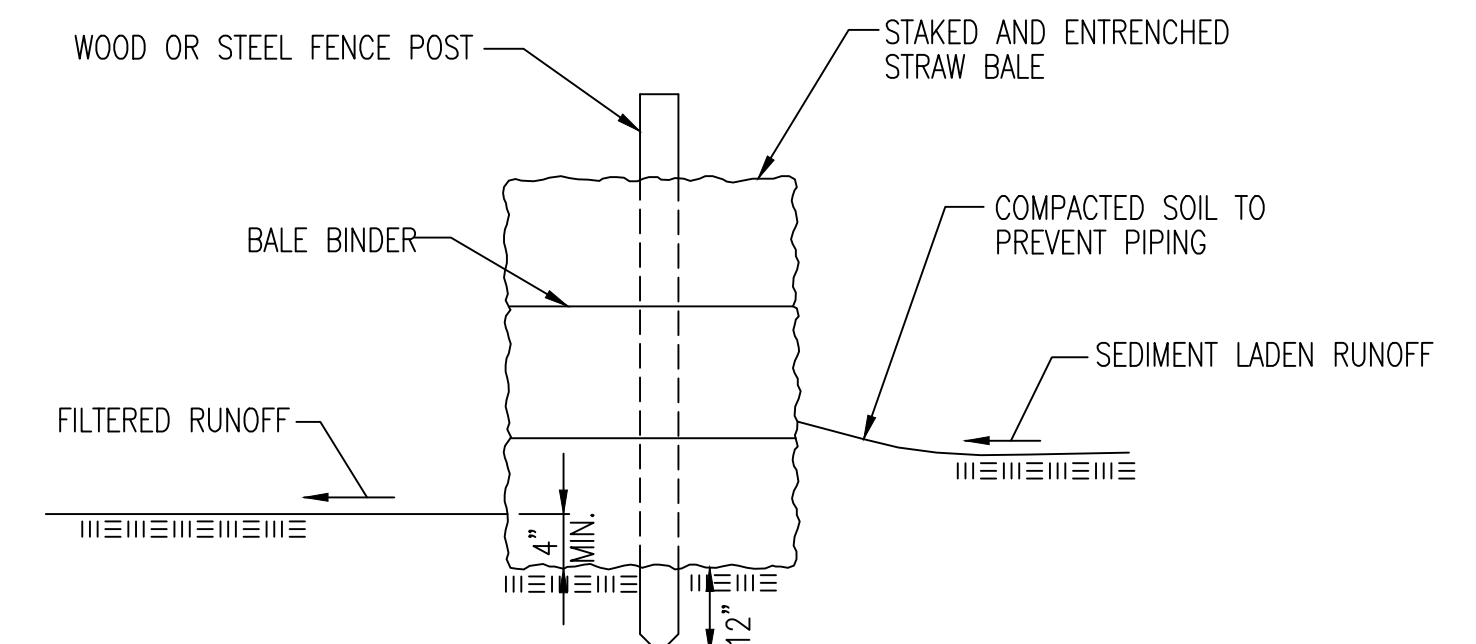 WOOD OR STEEL FENCE POST
STAKED AND ENTRENCHED
STRAW BALE
BALE BINDER
COMPACTED SOIL TO
PREVENT PIPING
SEDIMENT LADEN RUNOFF
FILTERED RUNOFF
4"
MIN.
12"